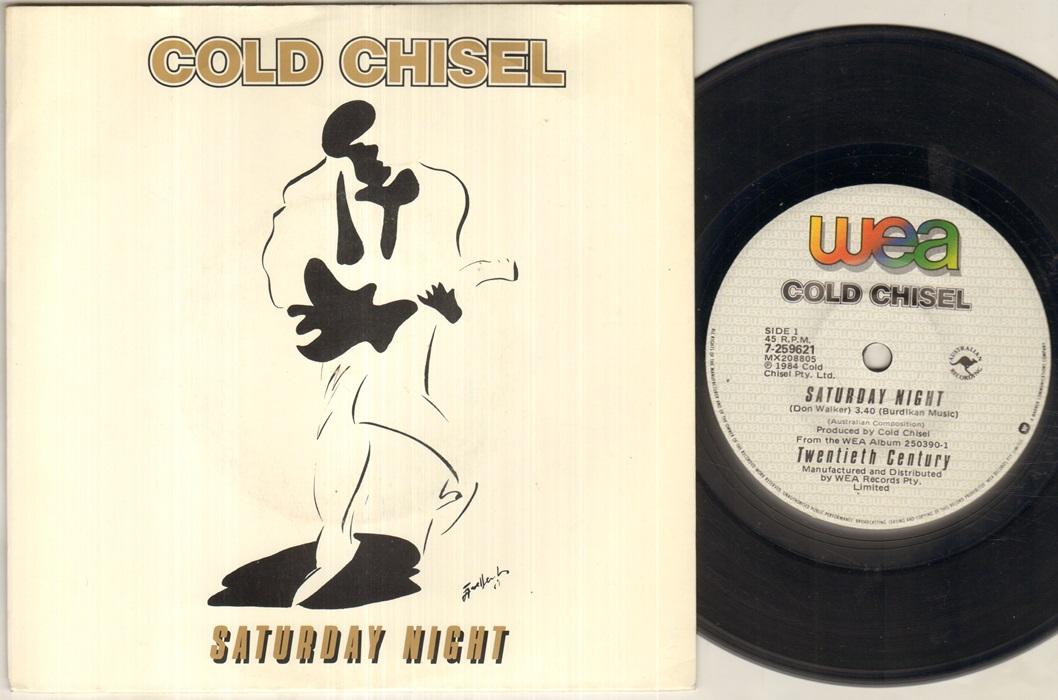 COLD CHISEL
SATURDAY NIGHT
wea
COLD CHISEL
SIDE 1
45 R.P.M.
7-259621
MX208805
℗ 1984 Cold
Chisel Pty. Ltd.
AUSTRALIAN
RECORDING
SATURDAY NIGHT
(Don Walker) 3.40 (Burdikan Music)
(Australian Composition)
Produced by Cold Chisel
From the WEA Album 250390-1
Twentieth Century
Manufactured and Distributed
by WEA Records Pty.
Limited